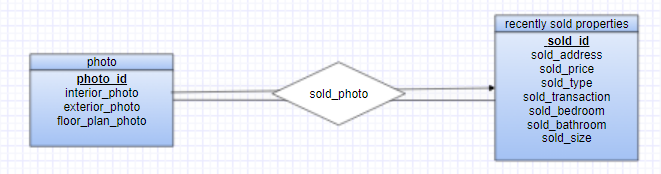 photo
photo_id
interior_photo
exterior_photo
floor_plan_photo
sold_photo
recently sold properties
sold_id
sold_address
sold_price
sold_type
sold_transaction
sold_bedroom
sold_bathroom
sold_size